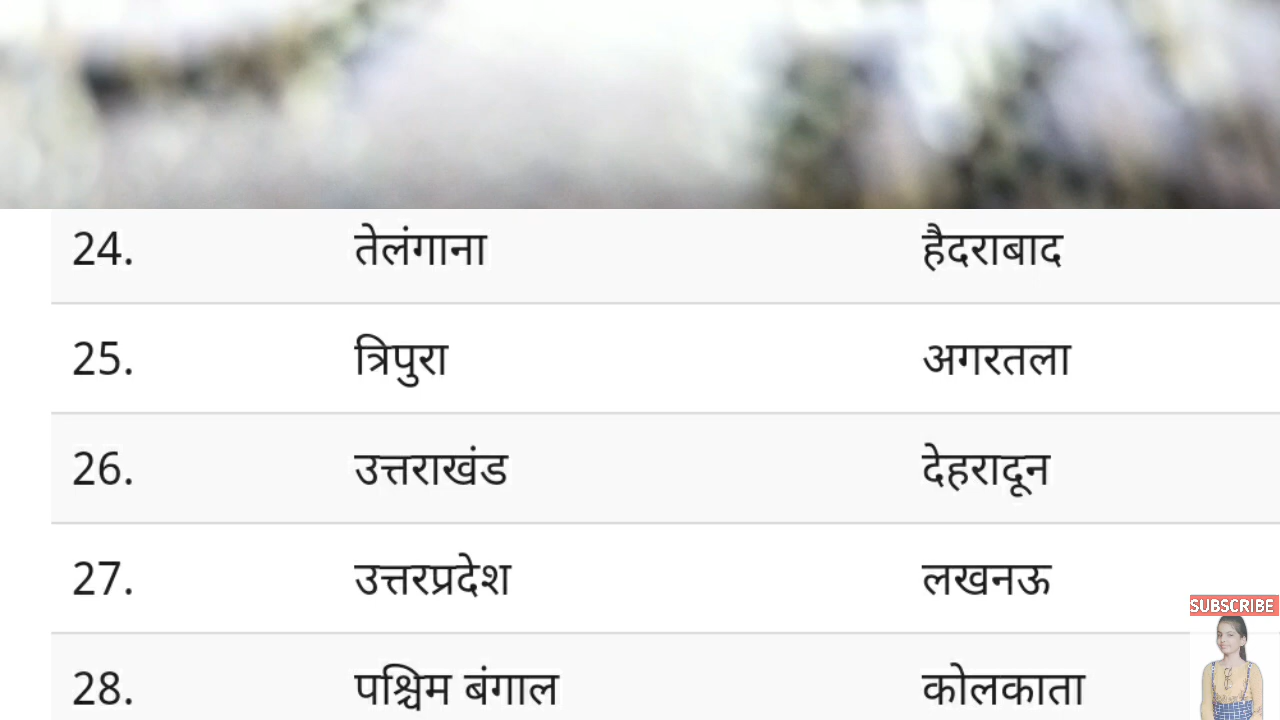 24. तेलंगाना हैदराबाद
25. त्रिपुरा अगरतला
26. उत्तराखंड देहरादून
27. उत्तरप्रदेश लखनऊ
SUBSCRIBE
28. पश्चिम बंगाल कोलकाता